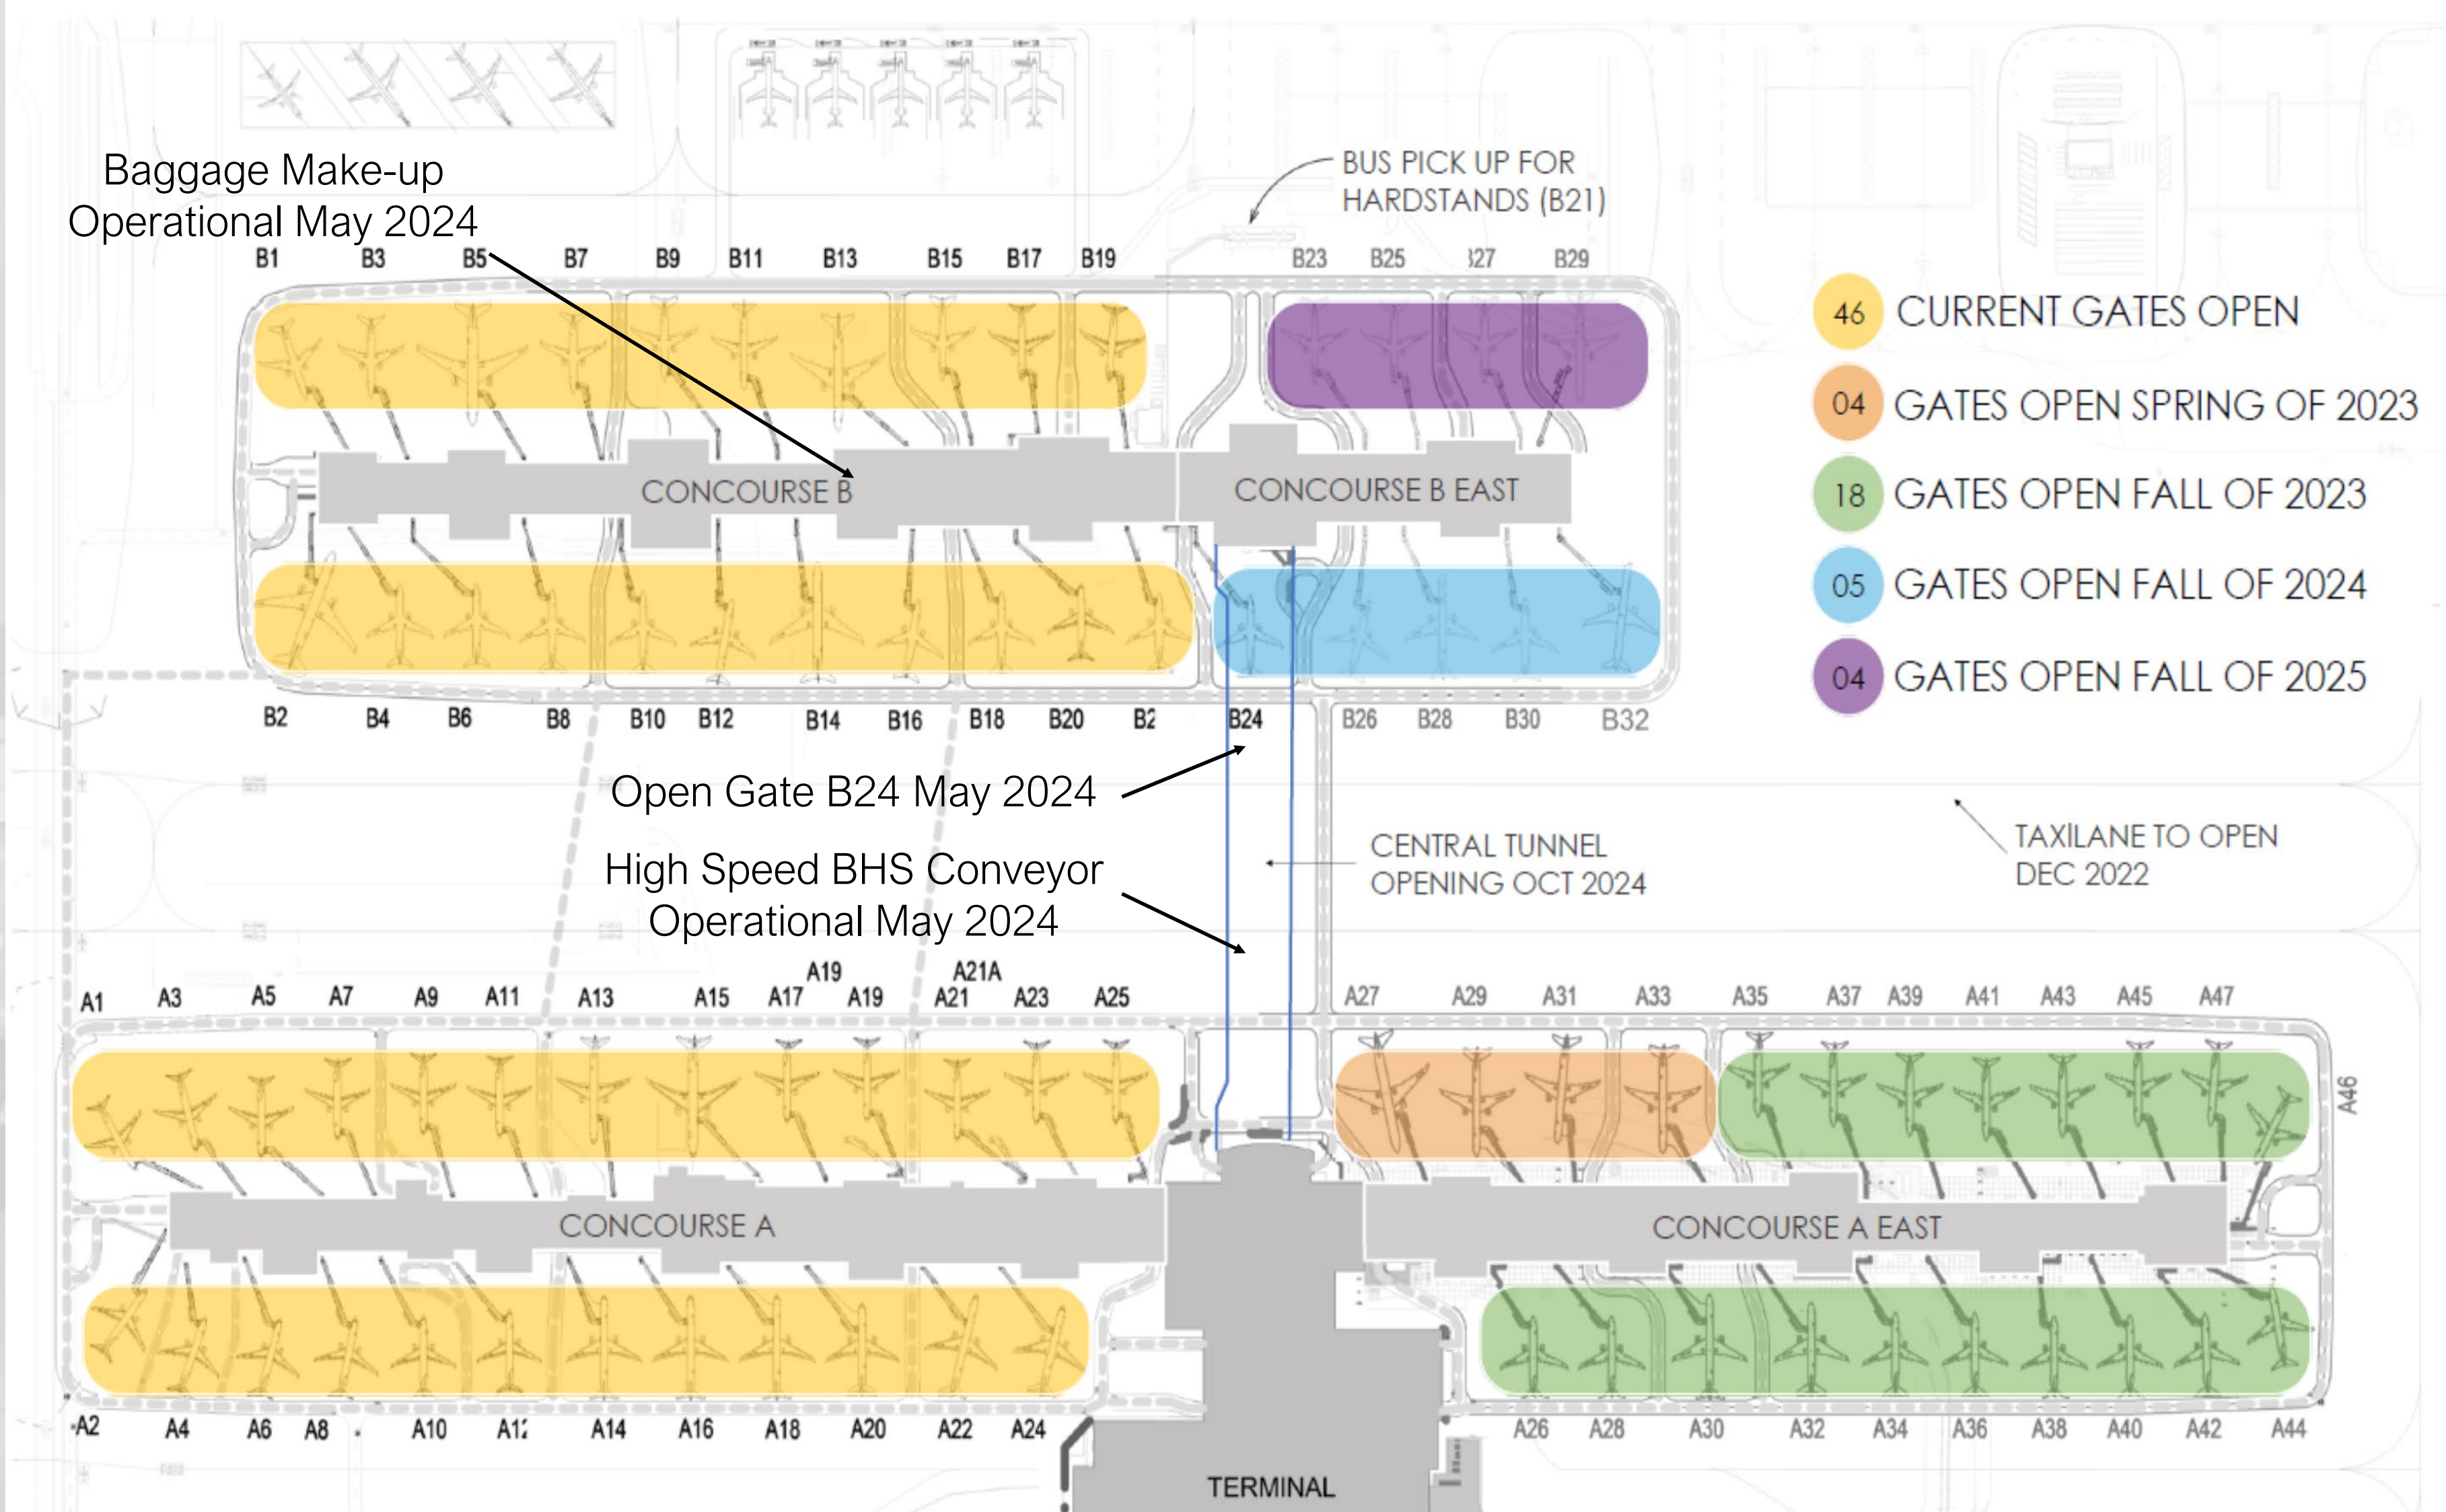 Baggage Make-up
Operational May 2024
BUS PICK UP FOR
HARDSTANDS (B21)
B1 B3 B5 B7 B9 B11 B13 B15 B17 B19 B23 B25 B29
46 CURRENT GATES OPEN
04 GATES OPEN SPRING OF 2023
18 GATES OPEN FALL OF 2023
05 GATES OPEN FALL OF 2024
04 GATES OPEN FALL OF 2025
CONCOURSE B CONCOURSE B EAST
B2 B4 B6 B8 B10 B12 B14 B16 B18 B20 B2 B24 B26 B28 B30 B32
Open Gate B24 May 2024
High Speed BHS Conveyor
Operational May 2024
CENTRAL TUNNEL
OPENING OCT 2024
TAXILANE TO OPEN
DEC 2022
A19 A21A
A1 A3 A5 A7 A9 A11 A13 A15 A17 A19 A21 A23 A25 A27 A29 A31 A33 A35 A37 A39 A41 A43 A45 A47
A46
CONCOURSE A CONCOURSE A EAST
A2 A4 A6 A8 A10 A12 A14 A16 A18 A20 A22 A24 A26 A28 A30 A32 A34 A36 A38 A40 A42 A44
TERMINAL